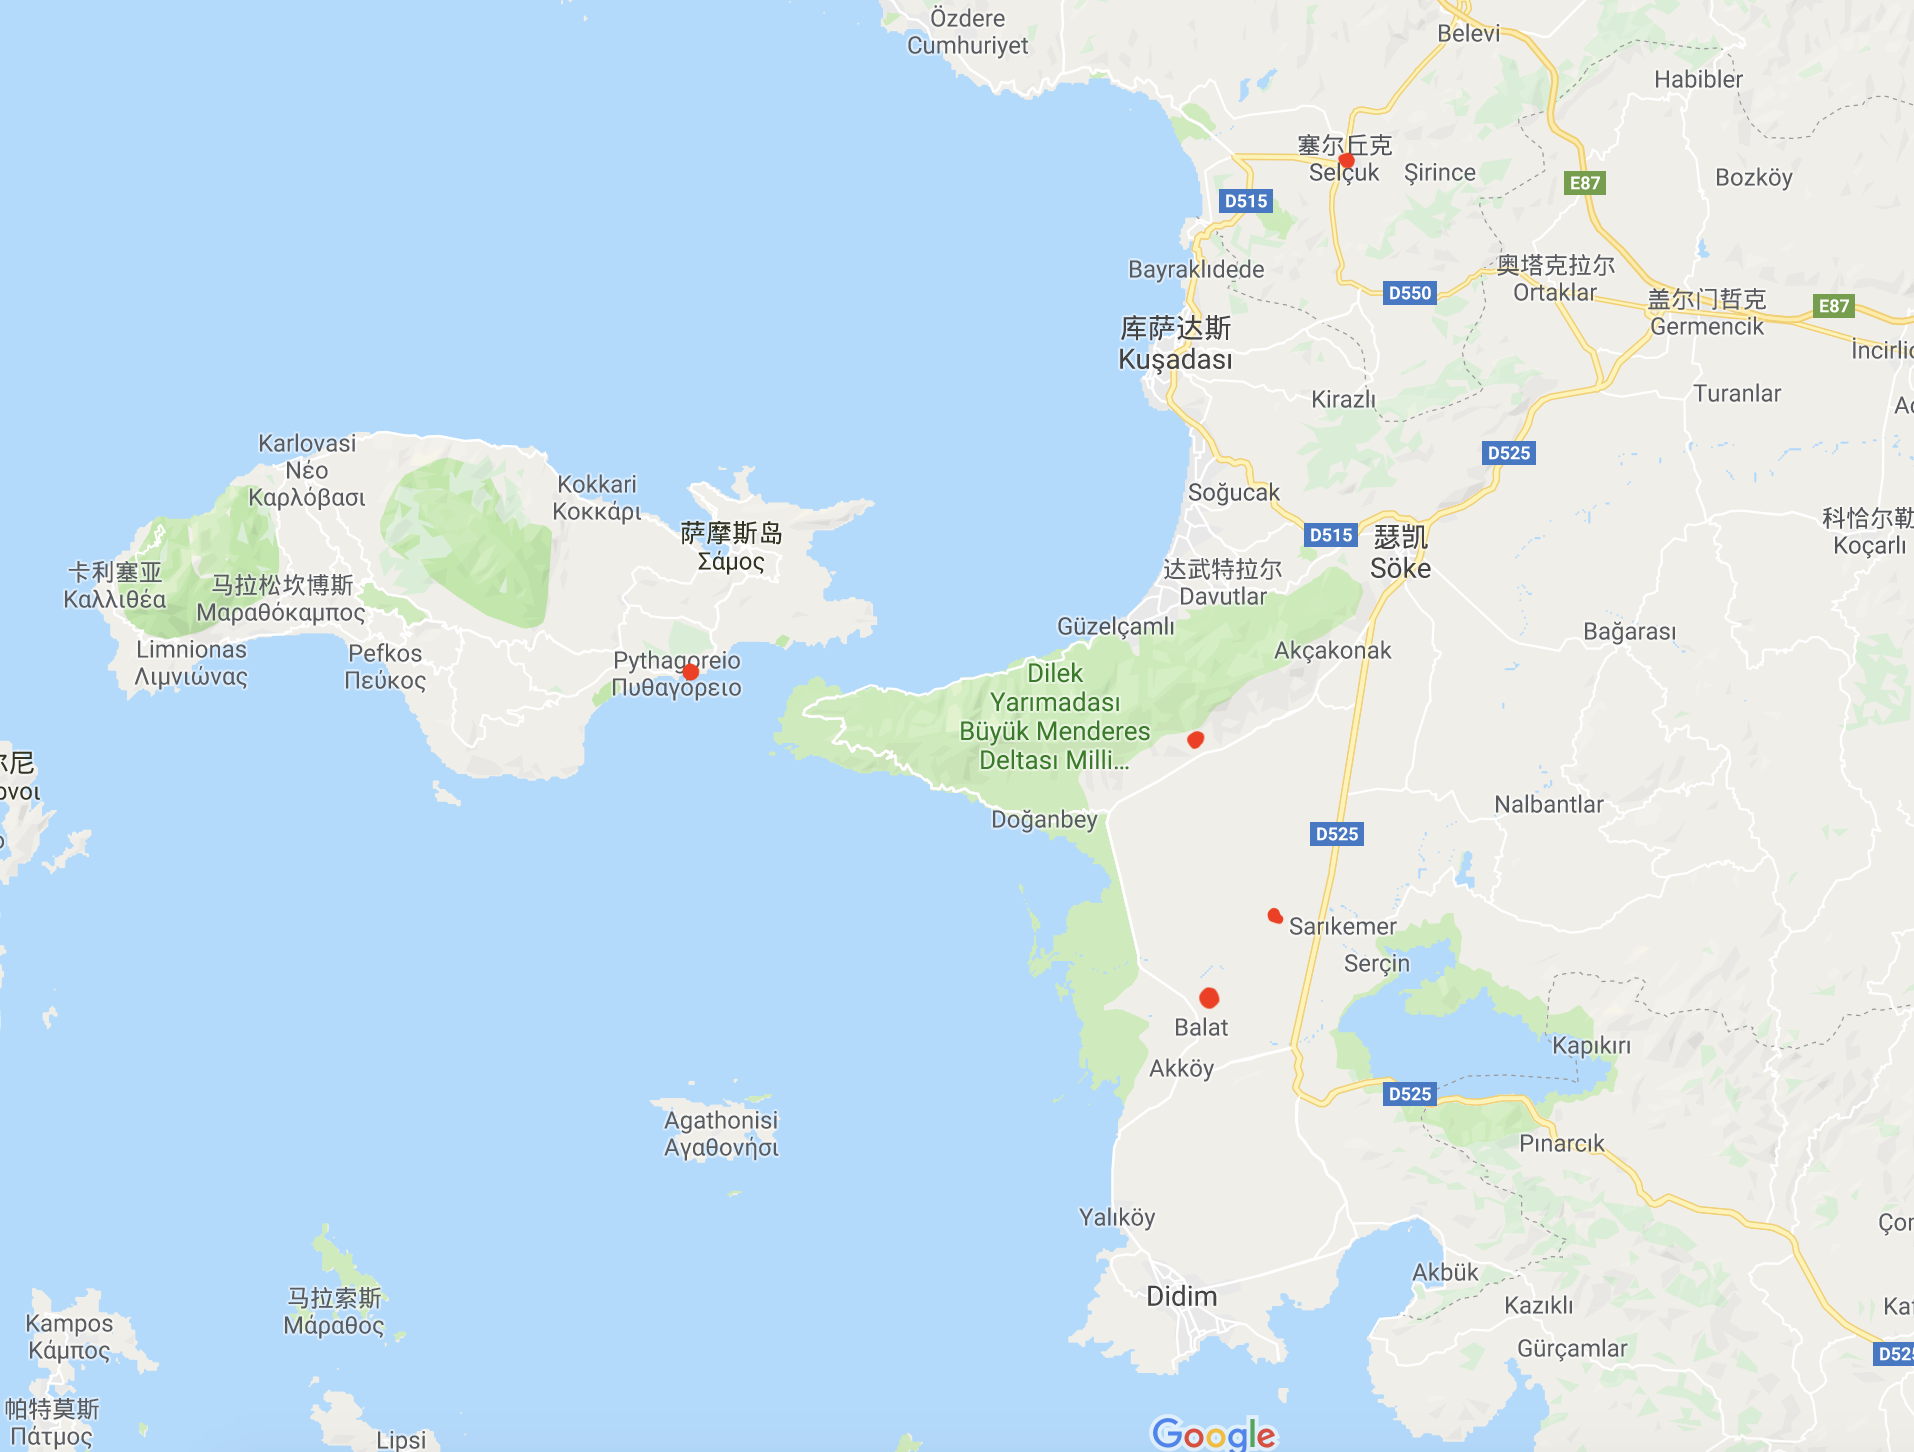 Özdere
Cumhuriyet
Belevi
Habibler
塞尔丘克
Selçuk
Şirince
E87
Bozköy
D515
Bayraklıdede
奥塔克拉尔
Ortaklar
D550
盖尔门哲克
Germencik
E87
库萨达斯
Kuşadası
Kirazlı
Turanlar
Karlovasi
Νέο
Καρλόβασι
D525
Kokkari
Κοκκάρι
Soğucak
萨摩斯岛
Σάμος
D515
瑟凯
Söke
科恰尔勒
Koçarlı
卡利塞亚
Καλλιθέα
马拉松坎博斯
Μαραθόκαμπος
达武特拉尔
Davutlar
Güzelçamlı
Bağarası
Limnionas
Λιμνιώνας
Pefkos
Πεύκος
Pythagoreio
Πυθαγόρειο
Akçakonak
Dilek
Yarımadası
Büyük Menderes
Deltası Milli...
Doğanbey
Nalbantlar
D525
Sarıkemer
Serçin
Balat
Akköy
Kapıkırı
D525
Agathonisi
Αγαθονήσι
Pınarcık
Yalıköy
Didim
Akbük
Kazıklı
Gürçamlar
马拉索斯
Μάραθος
Kampos
Κάμπος
D525
帕特莫斯
Πάτμος
Lipsi
Google